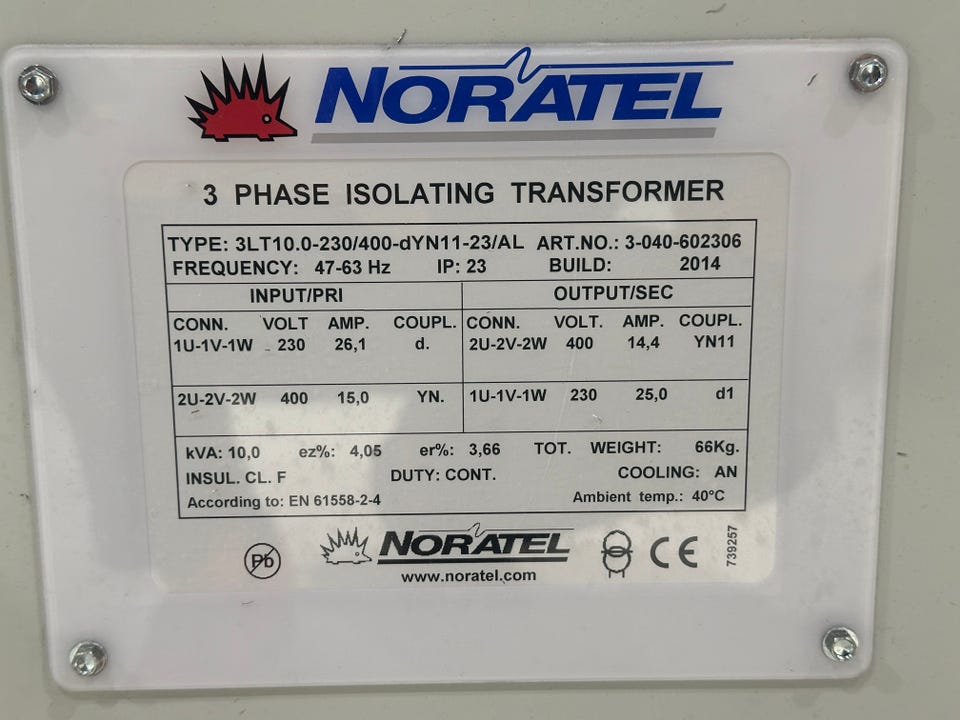 NORATEL
3 PHASE ISOLATING TRANSFORMER
TYPE: 3LT10.0-230/400-dYN11-23/AL ART.NO.: 3-040-602306
FREQUENCY: 47-63 Hz IP: 23 BUILD: 2014
INPUT/PRI OUTPUT/SEC
CONN. VOLT AMP. COUPL. CONN. VOLT. AMP. COUPL.
1U-1V-1W 230 26,1 d. 2U-2V-2W 400 14,4 YN11
2U-2V-2W 400 15,0 YN. 1U-1V-1W 230 25,0 d1
kVA: 10,0 ez%: 4,05 er%: 3,66 TOT. WEIGHT: 66Kg.
INSUL. CL. F DUTY: CONT. COOLING: AN
According to: EN 61558-2-4 Ambient temp.: 40°C
Pb NORATEL CE 739257
www.noratel.com